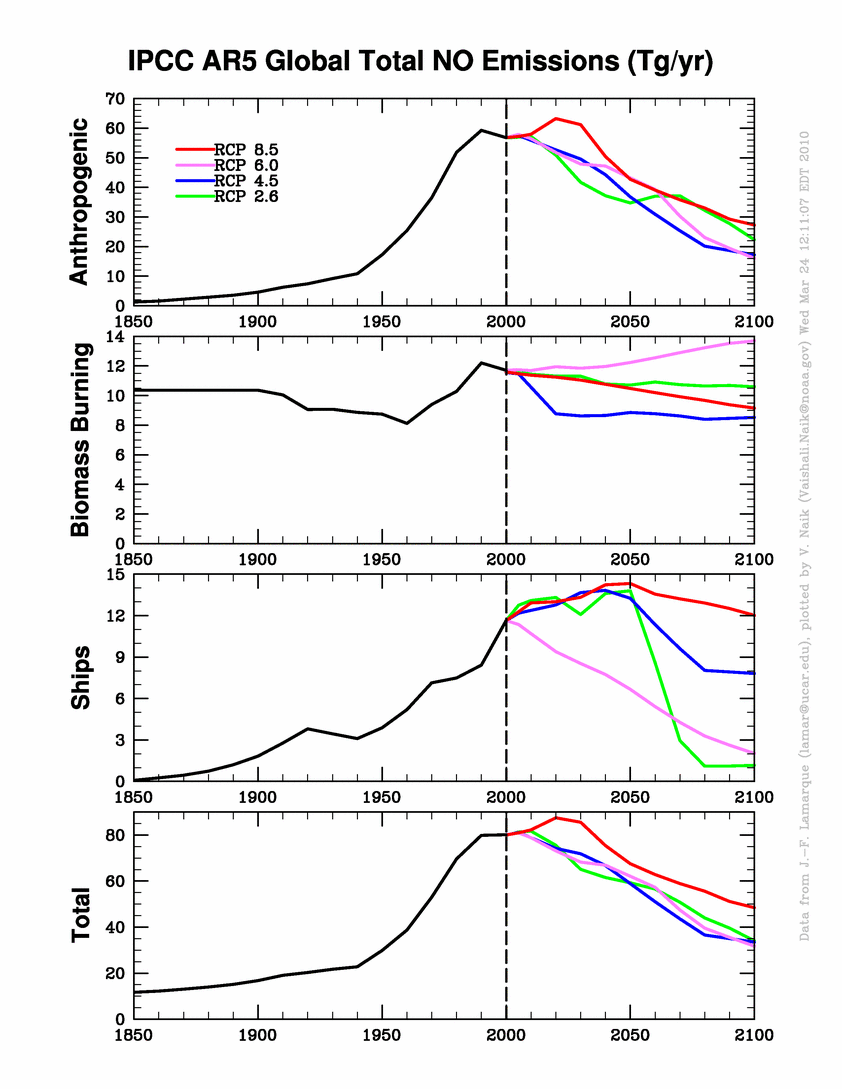 IPCC AR5 Global Total NO Emissions (Tg/yr)
Anthropogenic
70
60
50
40
30
20
10
0
RCP 8.5
RCP 6.0
RCP 4.5
RCP 2.6
1850 1900 1950 2000 2050 2100
Biomass Burning
14
12
10
8
6
4
2
0
1850 1900 1950 2000 2050 2100
Ships
15
12
9
6
3
0
1850 1900 1950 2000 2050 2100
Total
80
60
40
20
0
1850 1900 1950 2000 2050 2100
Data from J.-F. Lamarque (lamar@ucar.edu), plotted by V. Naik (Vaishali.Naik@noaa.gov) Wed Mar 24 12:11:07 EDT 2010